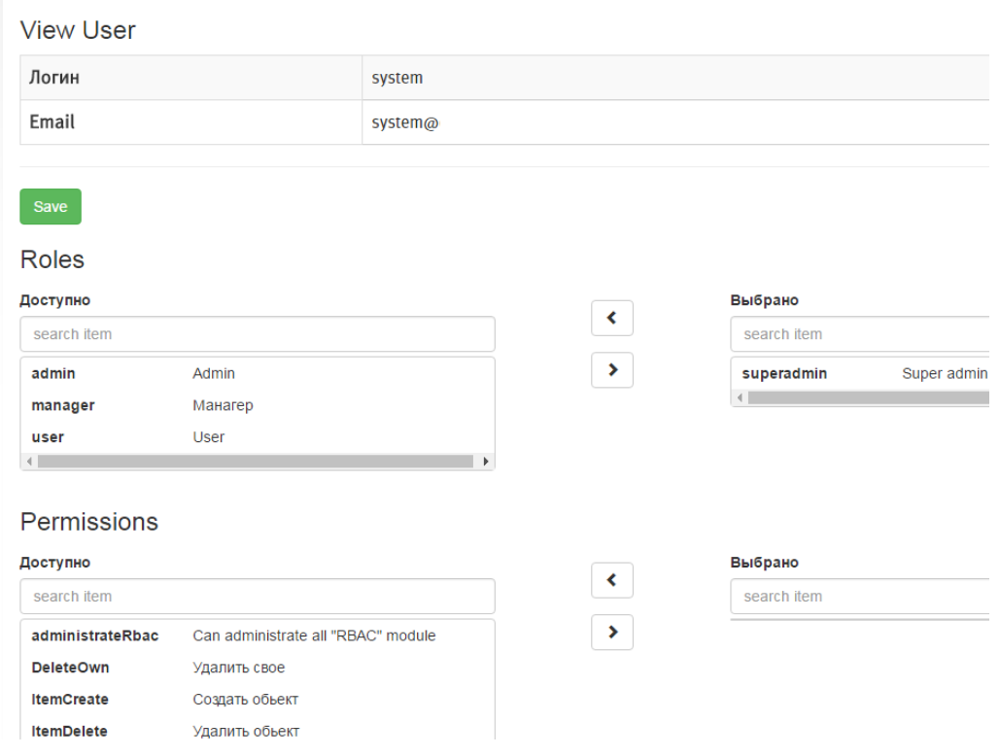 View User
Логин system
Email system@
Save
Roles
Доступно Выбрано
search item search item
admin Admin superadmin Super admin
manager Манагер
user User
Permissions
Доступно Выбрано
search item search item
administrateRbac Can administrate all "RBAC" module
DeleteOwn Удалить свое
ItemCreate Создать обьект
ItemDelete Удалить обьект